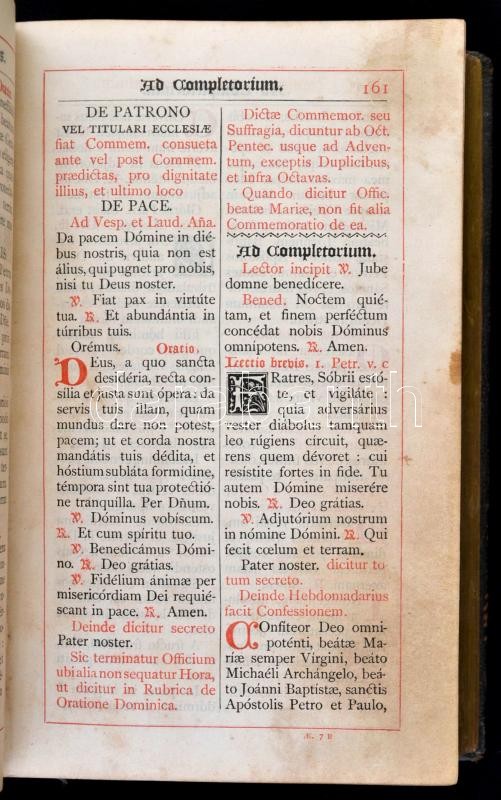 Ad Completorium. 161
DE PATRONO
VEL TITULARI ECCLESIÆ
fiat Commem. consueta
ante vel post Commem.
prædictas, pro dignitate
illius, et ultimo loco
DE PACE.
Ad Vesp. et Laud. Aña.
Da pacem Dómine in dié-
bus nostris, quia non est
álius, qui pugnet pro nobis,
nisi tu Deus noster.
℣. Fiat pax in virtúte
tua. ℟. Et abundántia in
túrribus tuis.
Orémus. Oratio.
DEus, a quo sancta
desidéria, recta con-
sília et justa sunt ópera: da
servis tuis illam, quam
mundus dare non potest,
pacem; ut et corda nostra
mandátis tuis dédita, et
hóstium subláta formídine,
témpora sint tua protectió-
ne tranquílla. Per Dñum.
℣. Dóminus vobíscum.
℟. Et cum spíritu tuo.
℣. Benedicámus Dómi-
no. ℟. Deo grátias.
℣. Fidélium ánimæ per
misericórdiam Dei requié-
scant in pace. ℟. Amen.
Deinde dicitur secreto
Pater noster.
Sic terminatur Officium
ubi alia non sequatur Hora,
ut dicitur in Rubrica de
Oratione Dominica.
Dictæ Commemor. seu
Suffragia, dicuntur ab Oct.
Pentec. usque ad Adven-
tum, exceptis Duplicibus,
et infra Octavas.
Quando dicitur Offic.
beatæ Mariæ, non fit alia
Commemoratio de ea.
Ad Completorium.
Lector incipit ℣. Jube
domne benedícere.
Bened. Noctem quié-
tam, et finem perféctum
concédat nobis Dóminus
omnípotens. ℟. Amen.
Lectio brevis. 1. Petr. v. c
FRatres, Sóbrii estó-
te, et vigiláte :
quia adversárius
vester diábolus tamquam
leo rúgiens círcuit, quæ-
rens quem dévoret : cui
resístite fortes in fide. Tu
autem Dómine miserére
nobis. ℟. Deo grátias.
℣. Adjutórium nostrum
in nómine Dómini. ℟. Qui
fecit cœlum et terram.
Pater noster. dicitur to-
tum secreto.
Deinde Hebdomadarius
facit Confessionem.
COnfíteor Deo omni-
poténti, beátæ Ma-
riæ semper Vírgini, beáto
Michaéli Archángelo, beá-
to Joánni Baptístæ, sanctis
Apóstolis Petro et Paulo,